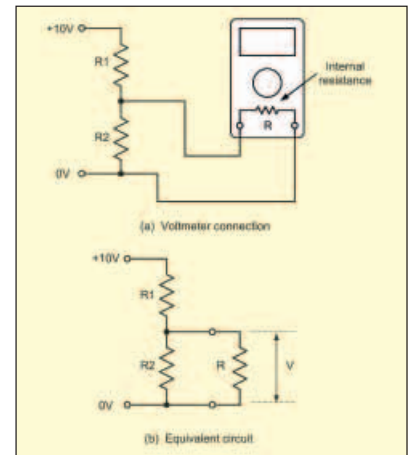 +10V
R1
Internal
resistance
R
R2
0V
(a) Voltmeter connection
+10V
R1
R2
R
V
0V
(b) Equivalent circuit